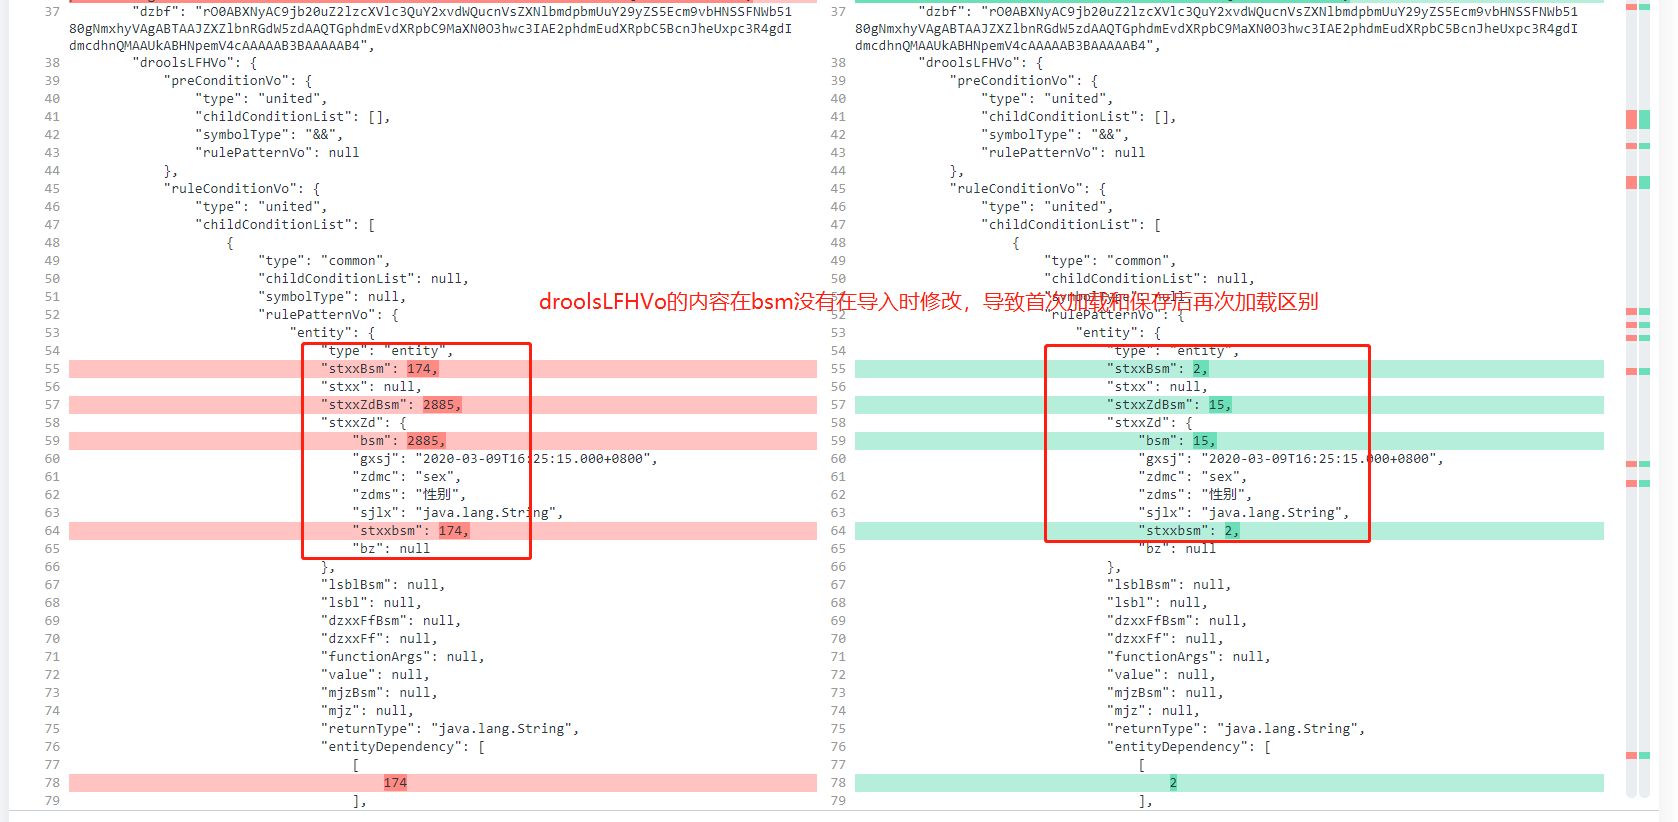 37 "dzbf": "rO0ABXNyAC9jb20uZ2lzcXVlc3QuY2xvdWQucnVsZXNlbmdpbmUuY29yZS5Ecm9vbHNSSFNWb51
80gNmxhyVAgABTAAJZXZlbnRGdW5zdAAQTGphdmEvdXRpbC9MaXN0O3hwc3IAE2phdmEudXRpbC5BcnJheUxpc3R4gdI
dmcdhnQMAAUkABHNpemV4cAAAAAB3BAAAAAB4",
38 "droolsLFHVo": {
39 "preConditionVo": {
40 "type": "united",
41 "childConditionList": [],
42 "symbolType": "&&",
43 "rulePatternVo": null
44 },
45 "ruleConditionVo": {
46 "type": "united",
47 "childConditionList": [
48 {
49 "type": "common",
50 "childConditionList": null,
51 "symbolType": null,
52 "rulePatternVo": {
53 "entity": {
54 "type": "entity",
55 "stxxBsm": 174,
56 "stxx": null,
57 "stxxZdBsm": 2885,
58 "stxxZd": {
59 "bsm": 2885,
60 "gxsj": "2020-03-09T16:25:15.000+0800",
61 "zdmc": "sex",
62 "zdms": "性别",
63 "sjlx": "java.lang.String",
64 "stxxbsm": 174,
65 "bz": null
66 },
67 "lsblBsm": null,
68 "lsbl": null,
69 "dzxxFfBsm": null,
70 "dzxxFf": null,
71 "functionArgs": null,
72 "value": null,
73 "mjzBsm": null,
74 "mjz": null,
75 "returnType": "java.lang.String",
76 "entityDependency": [
77 [
78 174
79 ],
droolsLFHVo的内容在bsm没有在导入时修改，导致首次加载和保存后再次加载区别
37 "dzbf": "rO0ABXNyAC9jb20uZ2lzcXVlc3QuY2xvdWQucnVsZXNlbmdpbmUuY29yZS5Ecm9vbHNSSFNWb51
80gNmxhyVAgABTAAJZXZlbnRGdW5zdAAQTGphdmEvdXRpbC9MaXN0O3hwc3IAE2phdmEudXRpbC5BcnJheUxpc3R4gdI
dmcdhnQMAAUkABHNpemV4cAAAAAB3BAAAAAB4",
38 "droolsLFHVo": {
39 "preConditionVo": {
40 "type": "united",
41 "childConditionList": [],
42 "symbolType": "&&",
43 "rulePatternVo": null
44 },
45 "ruleConditionVo": {
46 "type": "united",
47 "childConditionList": [
48 {
49 "type": "common",
50 "childConditionList": null,
51 "symbolType": null,
52 "rulePatternVo": {
53 "entity": {
54 "type": "entity",
55 "stxxBsm": 2,
56 "stxx": null,
57 "stxxZdBsm": 15,
58 "stxxZd": {
59 "bsm": 15,
60 "gxsj": "2020-03-09T16:25:15.000+0800",
61 "zdmc": "sex",
62 "zdms": "性别",
63 "sjlx": "java.lang.String",
64 "stxxbsm": 2,
65 "bz": null
66 },
67 "lsblBsm": null,
68 "lsbl": null,
69 "dzxxFfBsm": null,
70 "dzxxFf": null,
71 "functionArgs": null,
72 "value": null,
73 "mjzBsm": null,
74 "mjz": null,
75 "returnType": "java.lang.String",
76 "entityDependency": [
77 [
78 2
79 ],